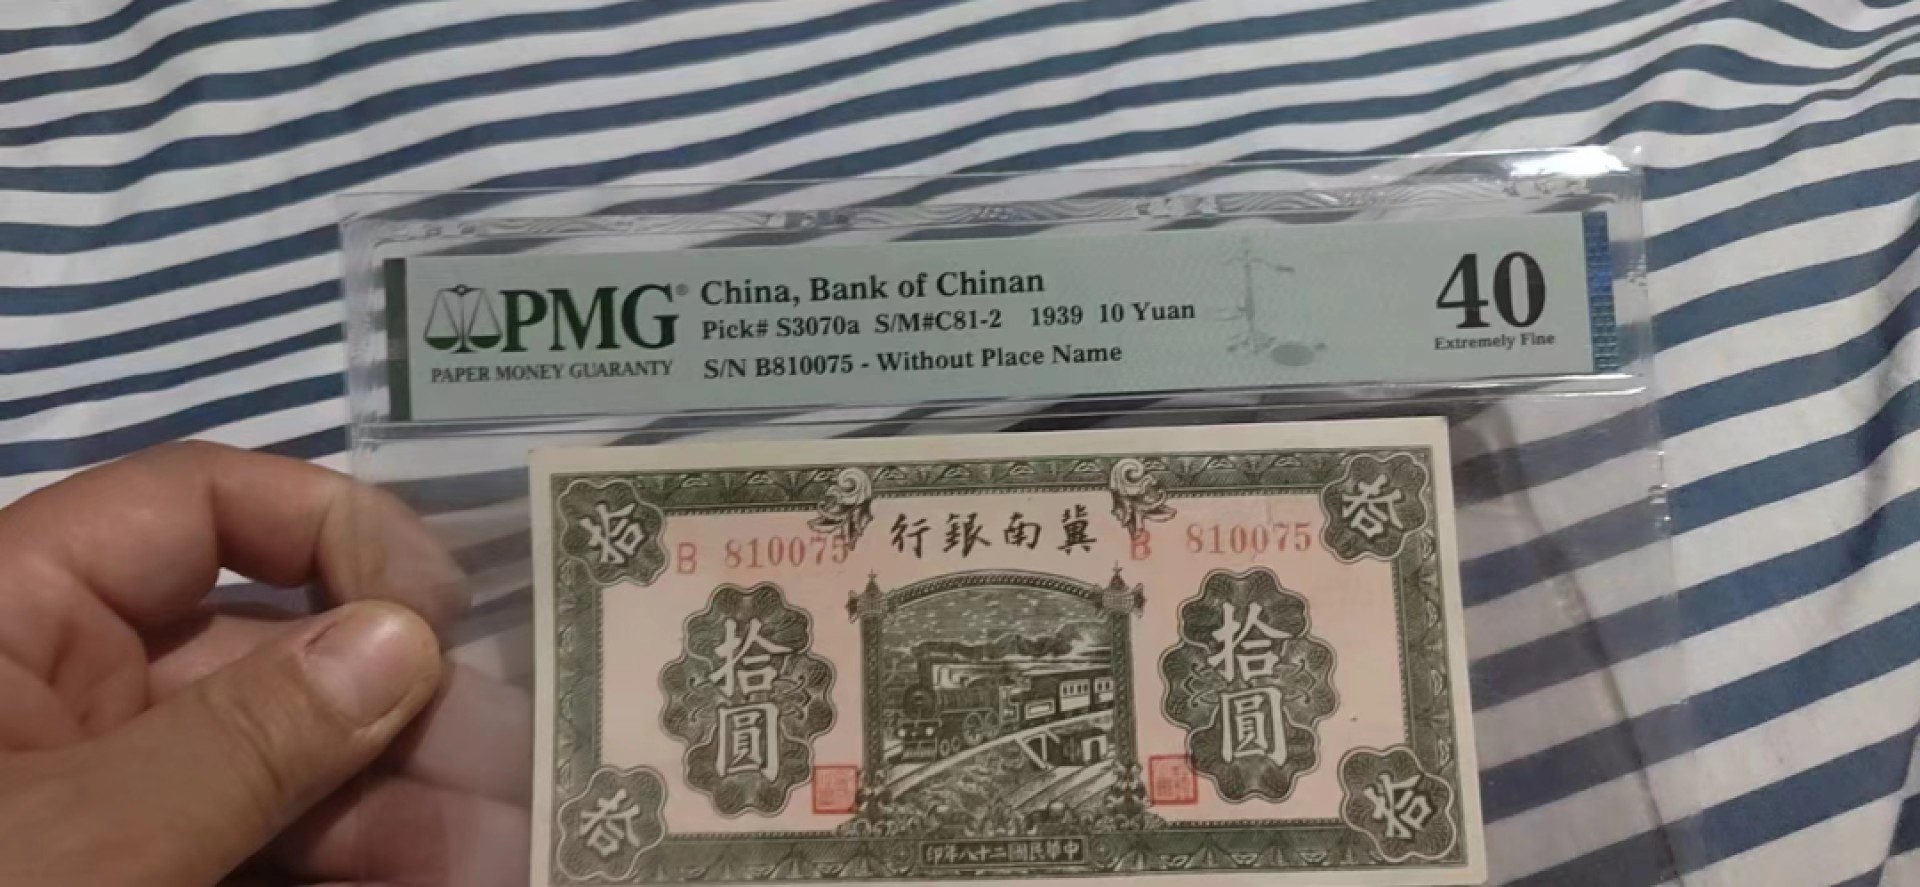 PMG®
PAPER MONEY GUARANTY
China, Bank of Chinan
Pick# S3070a S/M#C81-2 1939 10 Yuan
S/N B810075 - Without Place Name
40
Extremely Fine
拾
行銀南冀
拾
B 810075
B 810075
拾圓
拾圓
拾
拾
印年八十二國民華中